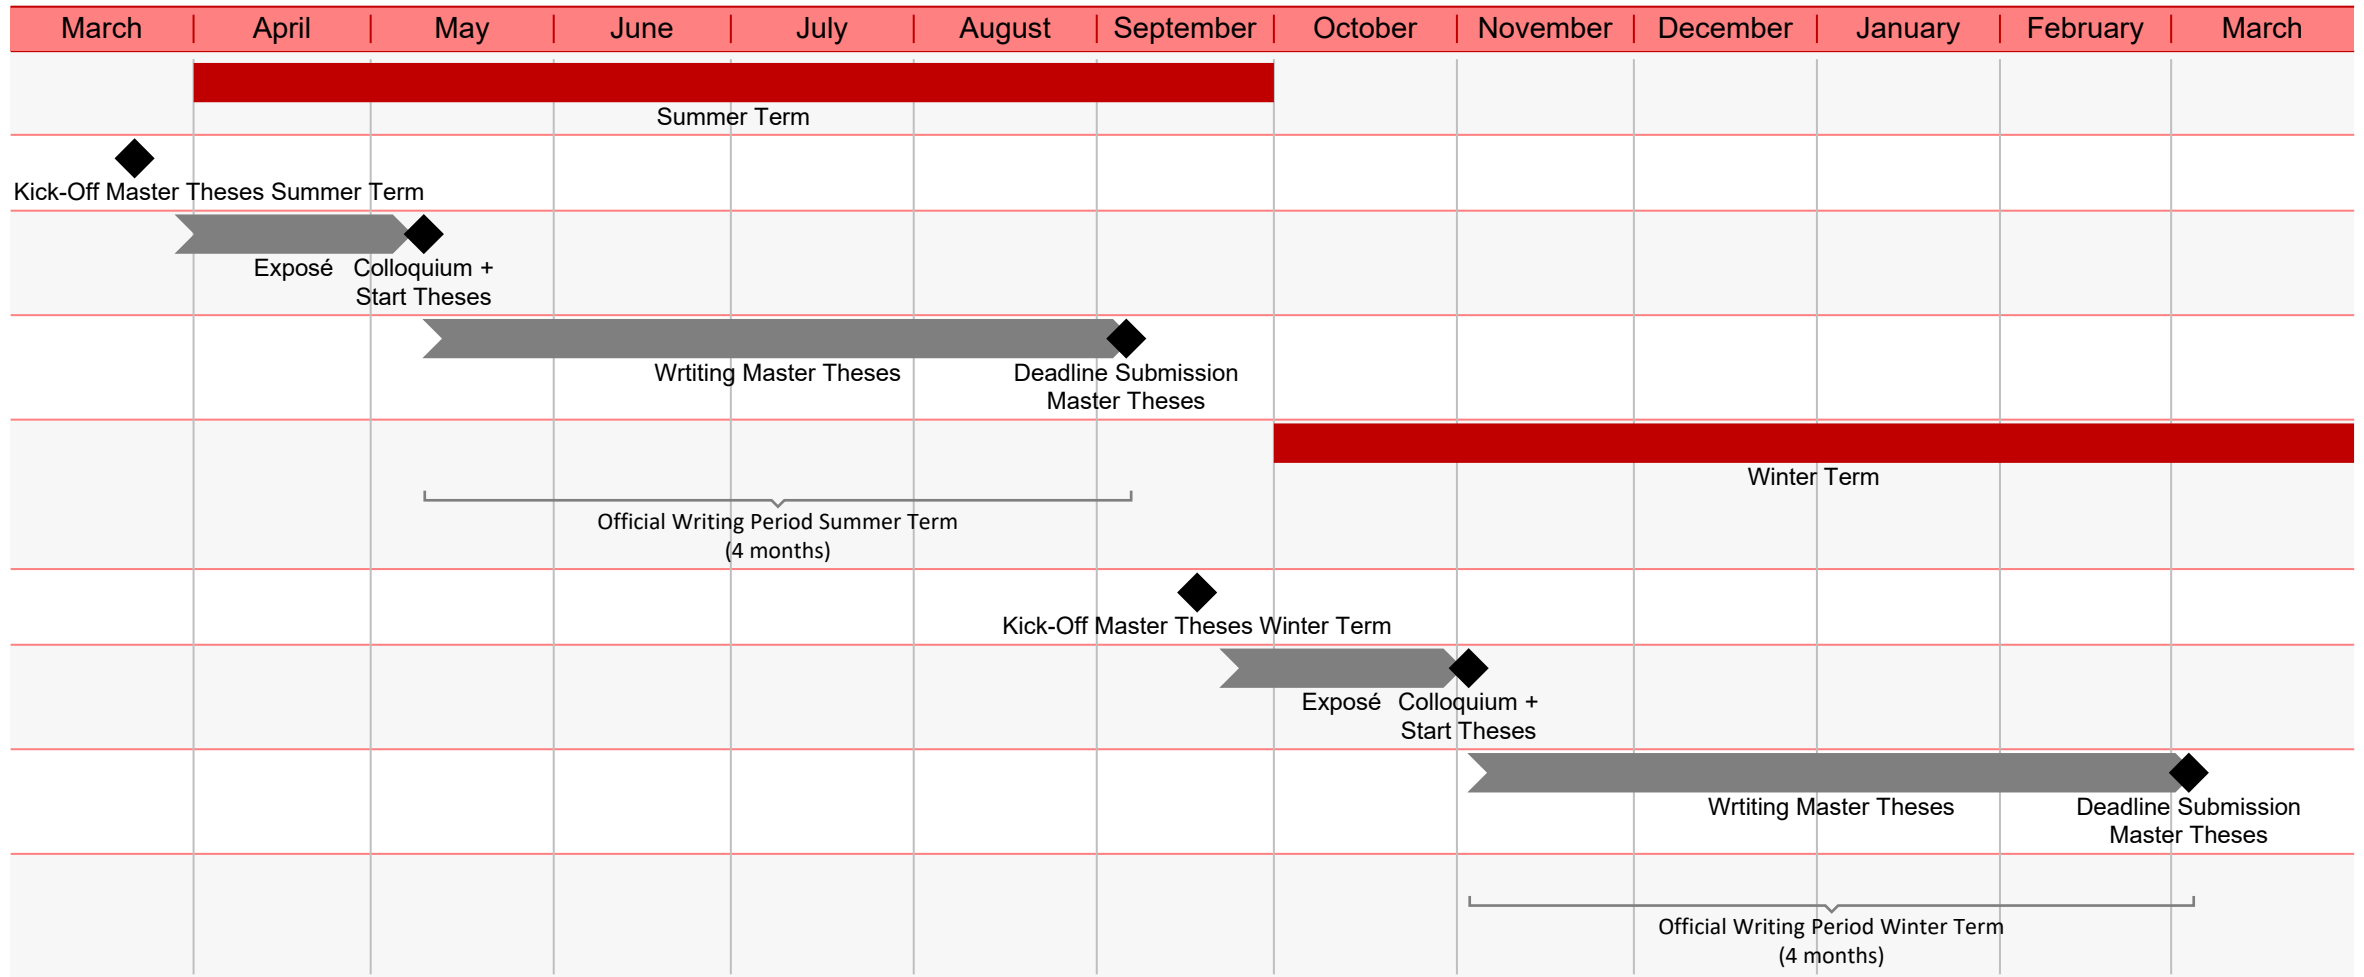 March April May June July August September October November December January February March
Summer Term
Kick-Off Master Theses Summer Term
Exposé
Colloquium +
Start Theses
Wrtiting Master Theses
Deadline Submission
Master Theses
Winter Term
Official Writing Period Summer Term
(4 months)
Kick-Off Master Theses Winter Term
Exposé
Colloquium +
Start Theses
Wrtiting Master Theses
Deadline Submission
Master Theses
Official Writing Period Winter Term
(4 months)